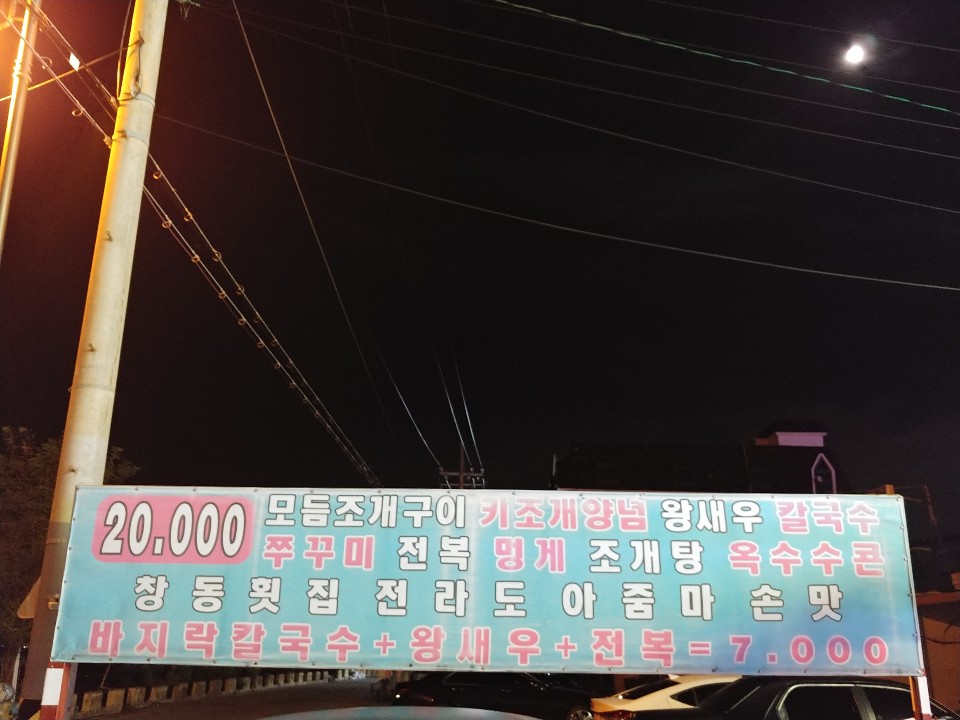 20.000 모듬조개구이 키조개양념 왕새우 칼국수
쭈꾸미 전복 멍게 조개탕 옥수수콘
창동횟집 전라도 아줌마 손맛
바지락칼국수+왕새우+전복=7.000